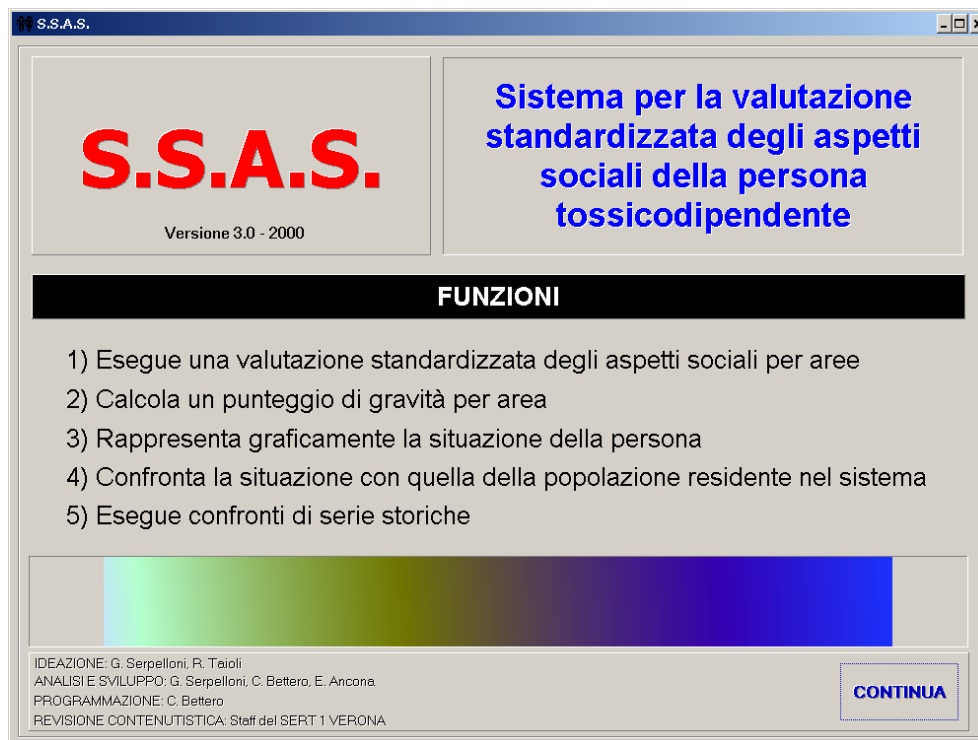 S.S.A.S.
S.S.A.S.
Versione 3.0 - 2000
Sistema per la valutazione
standardizzata degli aspetti
sociali della persona
tossicodipendente
FUNZIONI
1) Esegue una valutazione standardizzata degli aspetti sociali per aree
2) Calcola un punteggio di gravità per area
3) Rappresenta graficamente la situazione della persona
4) Confronta la situazione con quella della popolazione residente nel sistema
5) Esegue confronti di serie storiche
IDEAZIONE: G. Serpelloni, R. Taioli
ANALISI E SVILUPPO: G. Serpelloni, C. Bettero, E. Ancona
PROGRAMMAZIONE: C. Bettero
REVISIONE CONTENUTISTICA: Staff del SERT 1 VERONA
CONTINUA